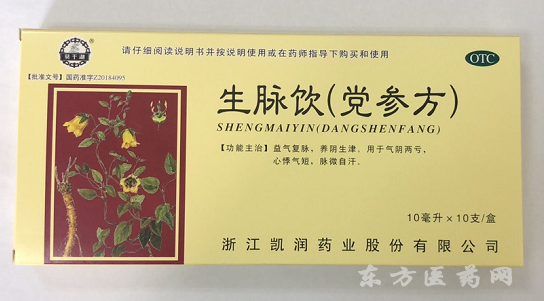 莫干湖
请仔细阅读说明书并按说明使用或在药师指导下购买和使用
OTC
【批准文号】国药准字Z20184095
生脉饮(党参方)
SHENGMAIYIN(DANGSHENFANG)
【功能主治】益气复脉，养阴生津。用于气阴两亏，
心悸气短，脉微自汗。
10毫升×10支/盒
浙江凯润药业股份有限公司
东方医药网